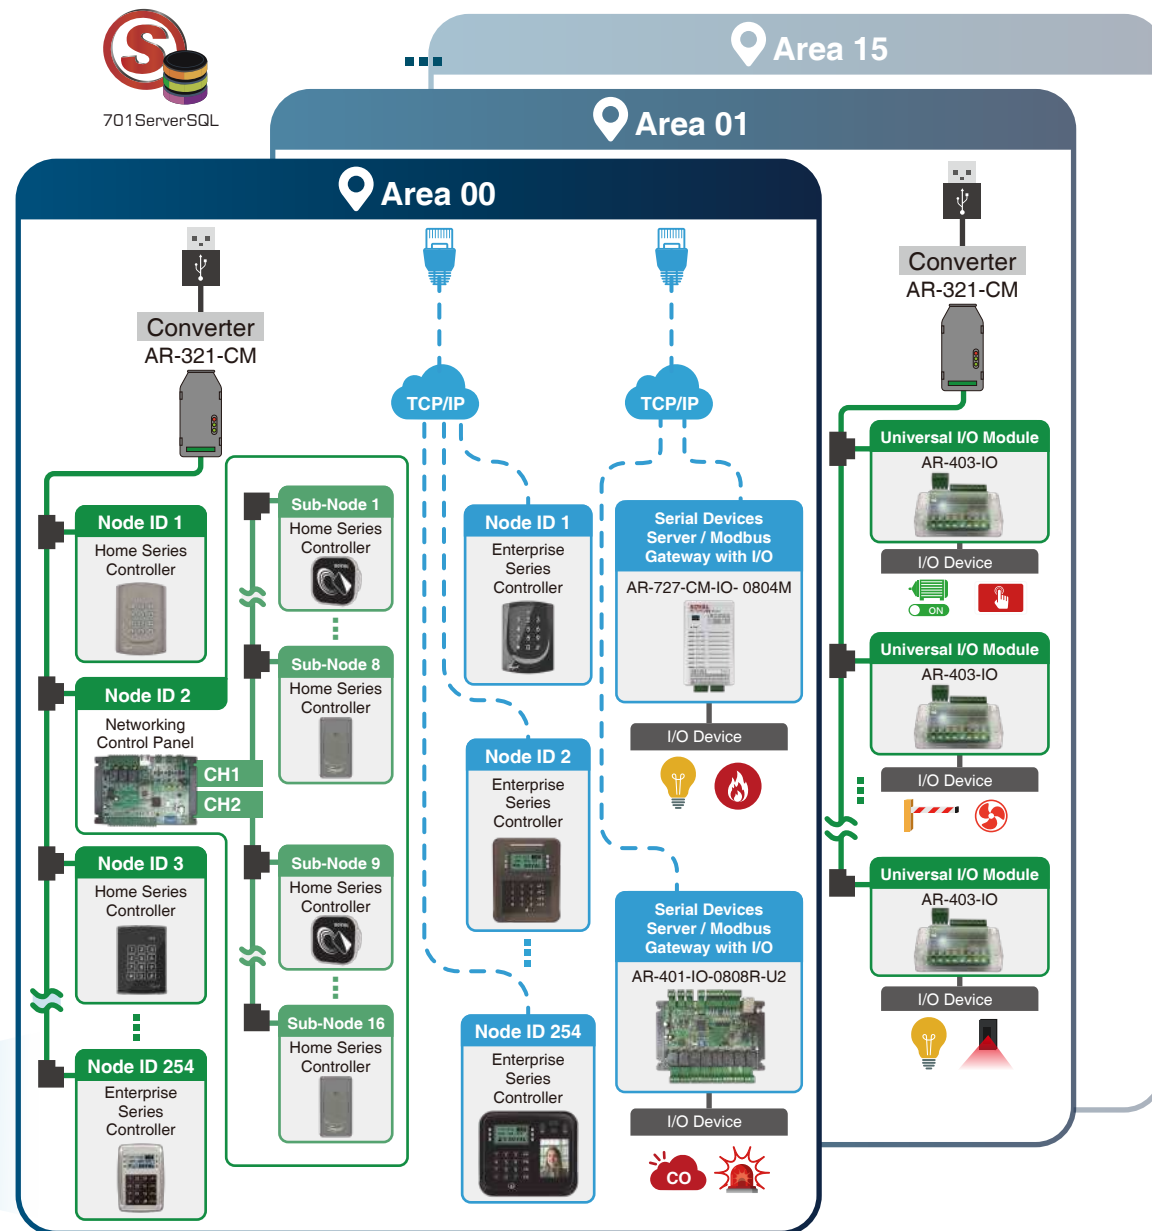 701ServerSQL
Area 15
Area 01
Area 00
Converter
AR-321-CM
Node ID 1
Home Series
Controller
Node ID 2
Networking
Control Panel
CH1
CH2
Node ID 3
Home Series
Controller
Node ID 254
Enterprise
Series
Controller
Sub-Node 1
Home Series
Controller
Sub-Node 8
Home Series
Controller
Sub-Node 9
Home Series
Controller
Sub-Node 16
Home Series
Controller
TCP/IP
Node ID 1
Enterprise
Series
Controller
Node ID 2
Enterprise
Series
Controller
Node ID 254
Enterprise
Series
Controller
TCP/IP
Serial Devices
Server / Modbus
Gateway with I/O
AR-727-CM-IO- 0804M
I/O Device
Serial Devices
Server / Modbus
Gateway with I/O
AR-401-IO-0808R-U2
I/O Device
CO
Converter
AR-321-CM
Universal I/O Module
AR-403-IO
I/O Device
ON
Universal I/O Module
AR-403-IO
I/O Device
Universal I/O Module
AR-403-IO
I/O Device